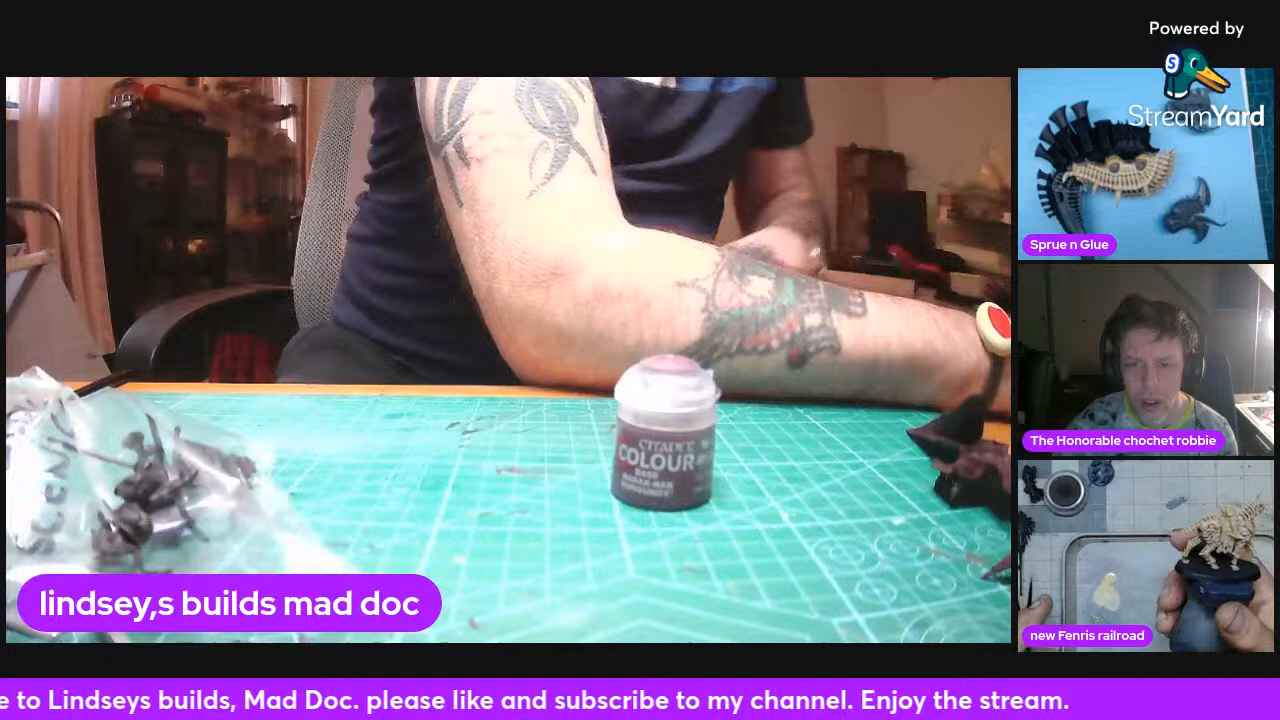 Powered by
StreamYard
Sprue n Glue
The Honorable chochet robbie
CITADEL
COLOUR
BASE
new Fenris railroad
lindsey,s builds mad doc
e to Lindseys builds, Mad Doc. please like and subscribe to my channel. Enjoy the stream.